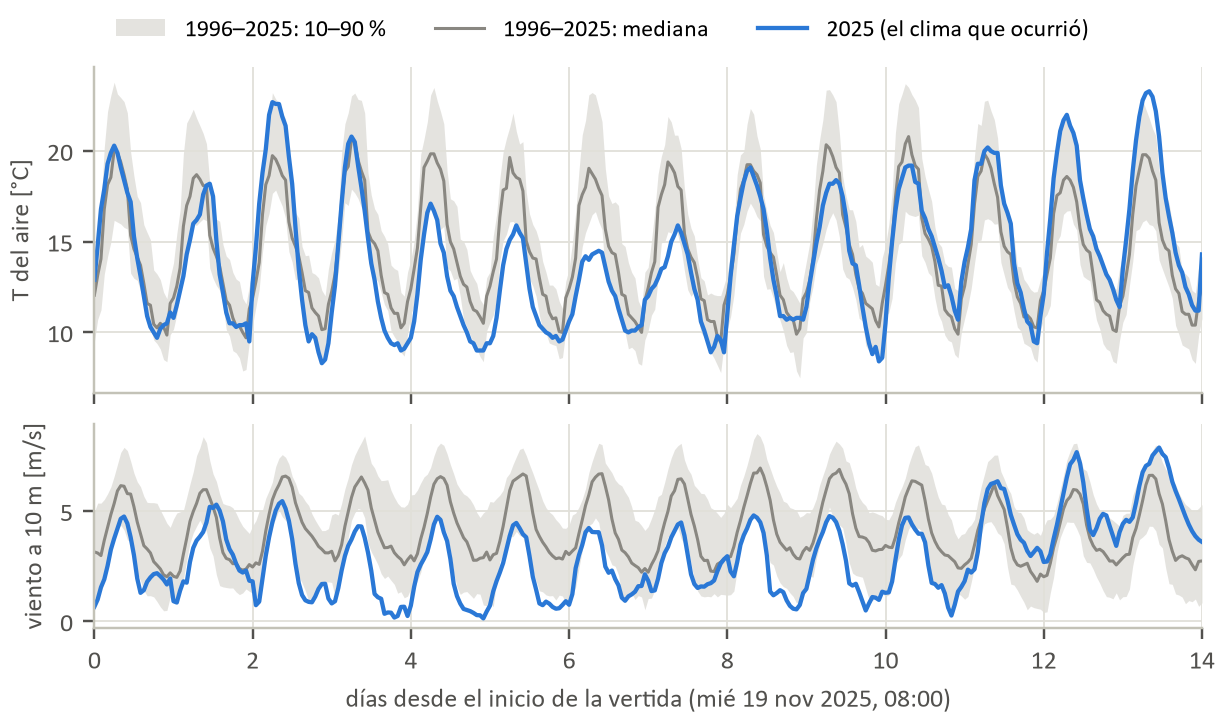 1996–2025: 10–90 %
1996–2025: mediana
2025 (el clima que ocurrió)
T del aire [°C]
20
15
10
viento a 10 m [m/s]
5
0
0 2 4 6 8 10 12 14
días desde el inicio de la vertida (mié 19 nov 2025, 08:00)